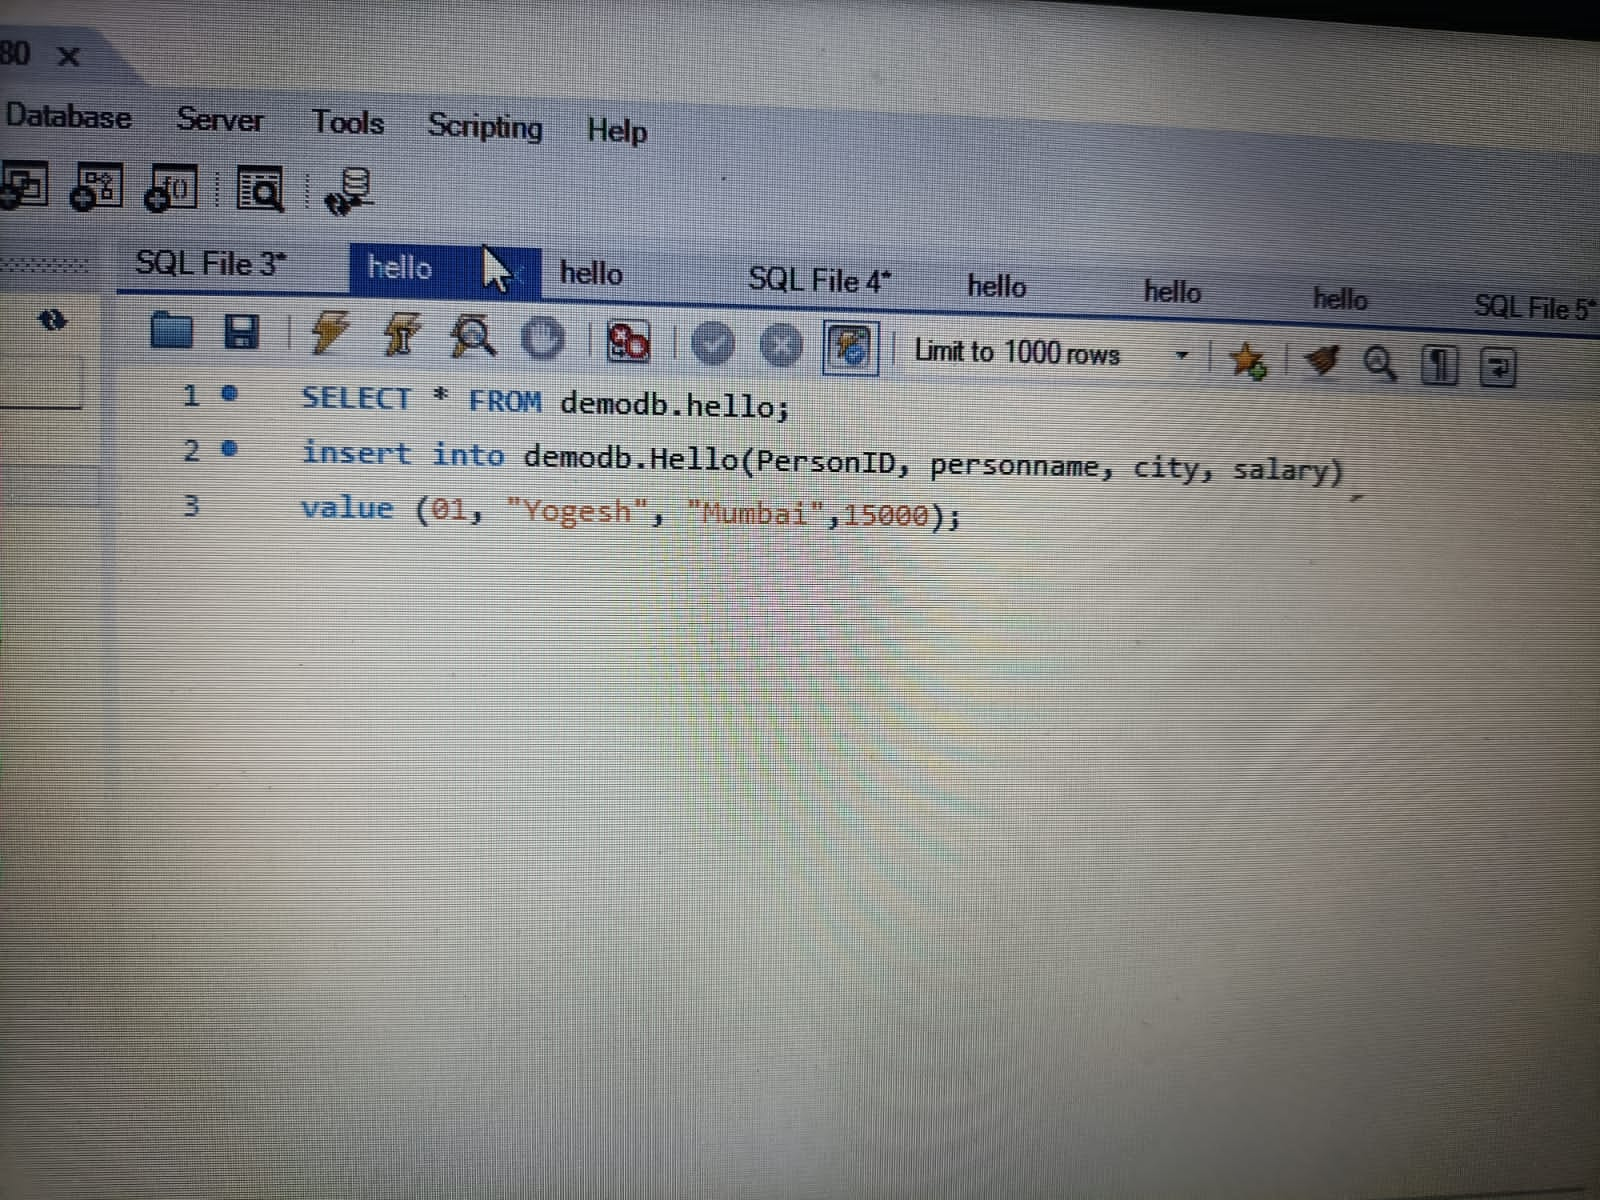 80
Database Server Tools Scripting Help
SQL File 3* hello hello SQL File 4* hello hello hello SQL File 5*
Limit to 1000 rows
1 SELECT * FROM demodb.hello;
2 insert into demodb.Hello(PersonID, personname, city, salary)
3 value (01, "Yogesh", "Mumbai",15000);